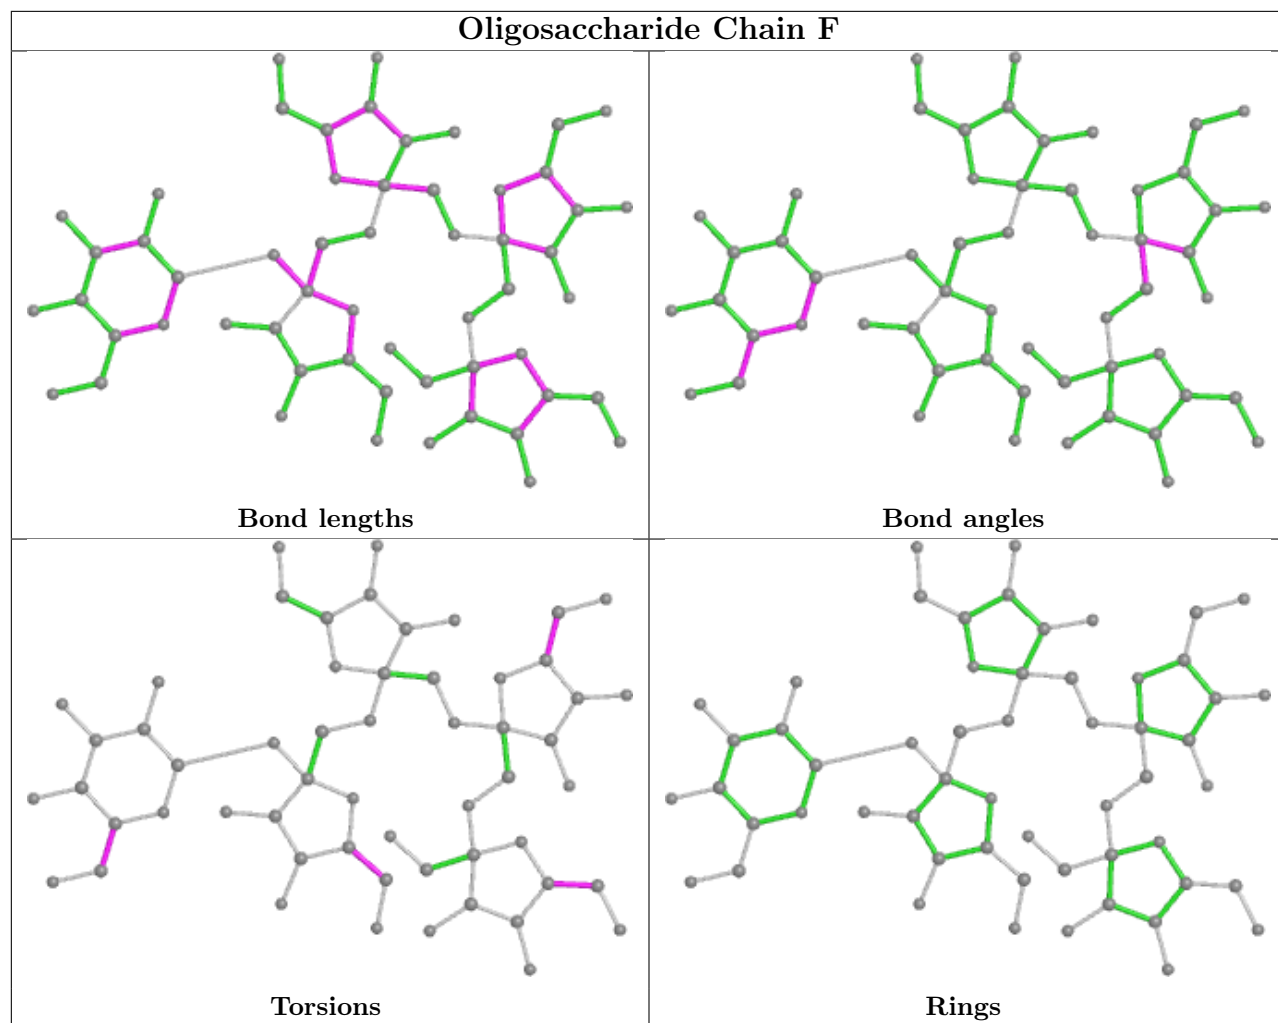 Oligosaccharide Chain F
Bond lengths
Bond angles
Torsions
Rings